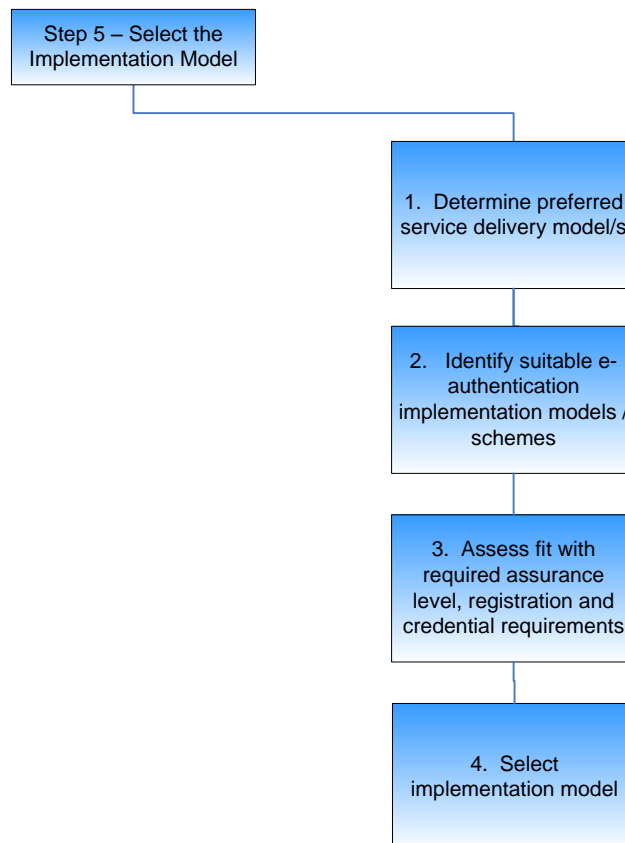 Step 5 – Select the
Implementation Model
1. Determine preferred
service delivery model/s
2. Identify suitable e-
authentication
implementation models /
schemes
3. Assess fit with
required assurance
level, registration and
credential requirements
4. Select
implementation model